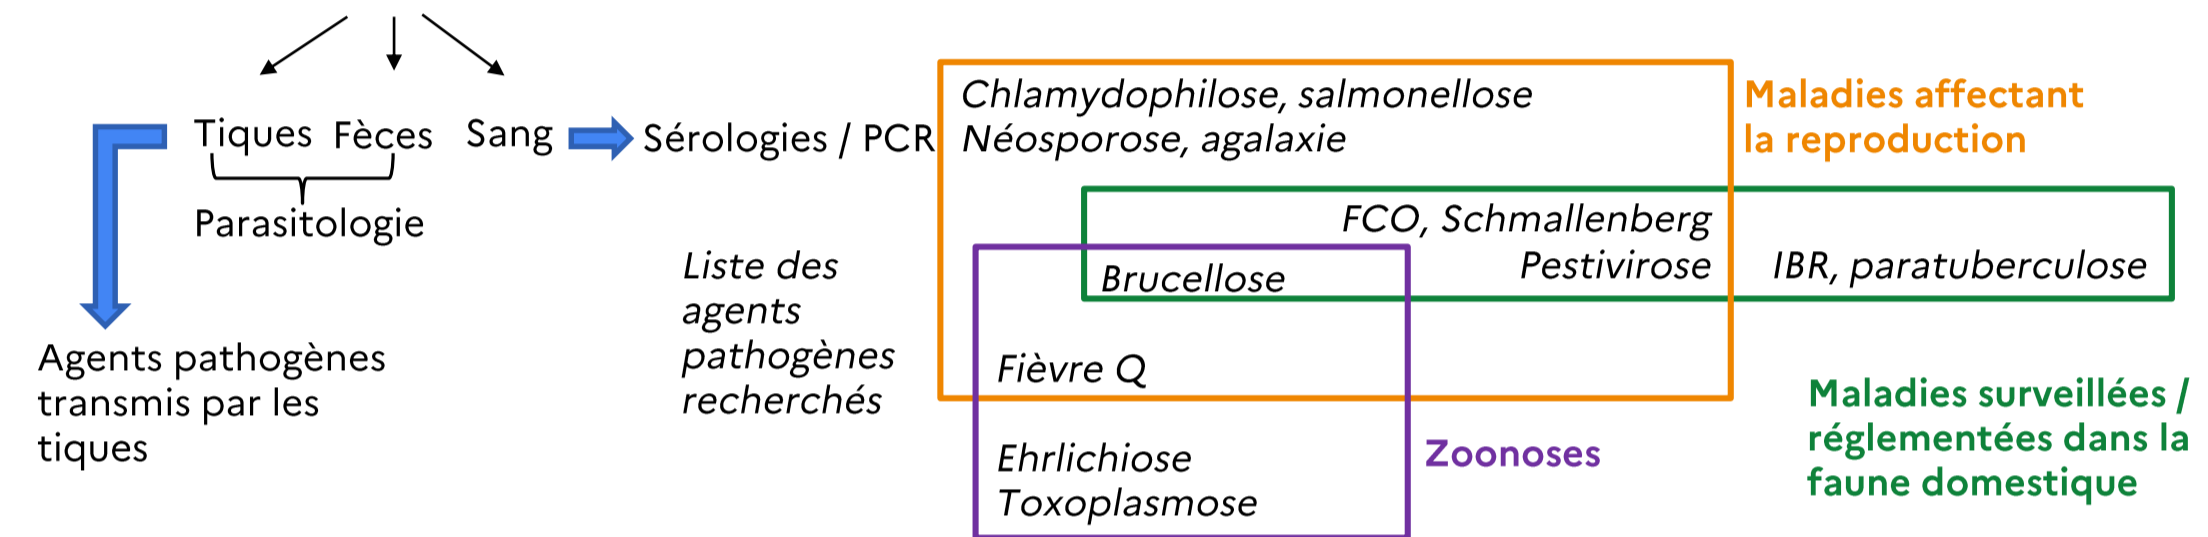 Tiques Fèces Sang
Parasitologie
Agents pathogènes
transmis par les
tiques
Sérologies / PCR
Liste des
agents
pathogènes
recherchés
Chlamydophilose, salmonellose
Néosporose, agalaxie
FCO, Schmallenberg
Pestivirose
IBR, paratuberculose
Brucellose
Fièvre Q
Ehrlichiose
Toxoplasmose
Maladies affectant
la reproduction
Zoonoses
Maladies surveillées /
réglementées dans la
faune domestique